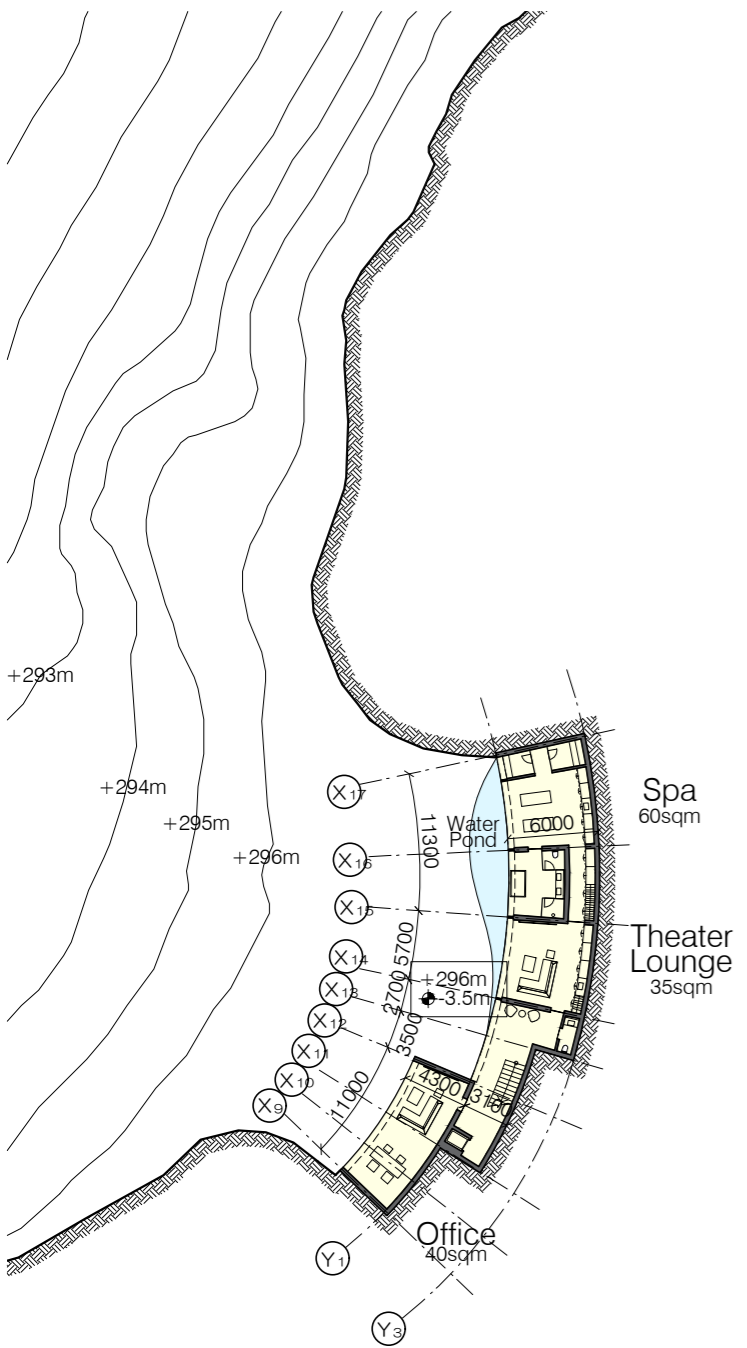 +293m
+294m
+295m
+296m
X17
X16
X15
X14
X13
X12
X11
X10
X9
11300
5700
2700
3500
11000
Water
Pond
6000
+296m
-3.5m
4300
3100
Spa
60sqm
Theater
Lounge
35sqm
Office
40sqm
Y1
Y3